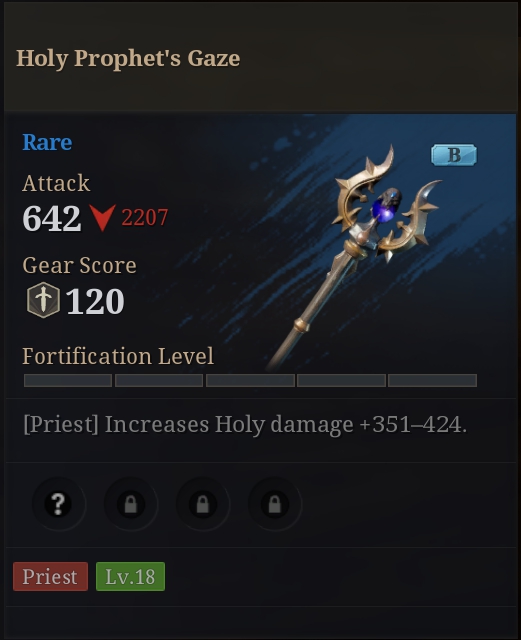 Holy Prophet's Gaze
Rare
B
Attack
642 2207
Gear Score
120
Fortification Level
[Priest] Increases Holy damage +351–424.
?
Priest Lv.18